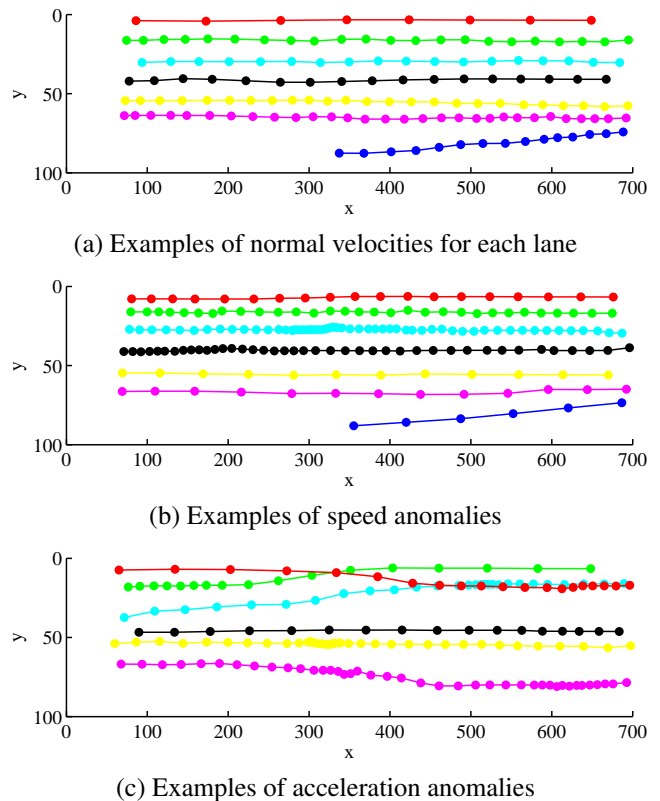 0
50
100
y
0 100 200 300 400 500 600 700
x
(a) Examples of normal velocities for each lane
0
50
100
y
0 100 200 300 400 500 600 700
x
(b) Examples of speed anomalies
0
50
100
y
0 100 200 300 400 500 600 700
x
(c) Examples of acceleration anomalies